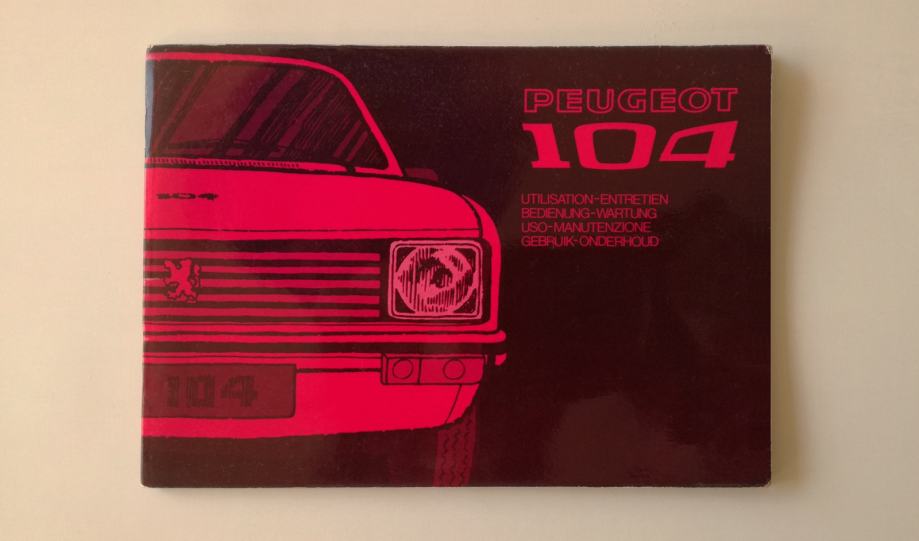 PEUGEOT
104
UTILISATION-ENTRETIEN
BEDIENUNG-WARTUNG
USO-MANUTENZIONE
GEBRUIK-ONDERHOUD
104
104